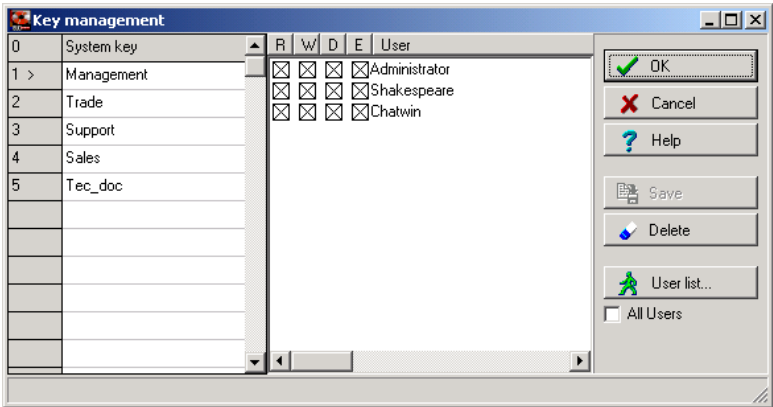 Key management
0 System key
1 > Management
2 Trade
3 Support
4 Sales
5 Tec_doc
R W D E User
Administrator
Shakespeare
Chatwin
OK
Cancel
Help
Save
Delete
User list...
All Users